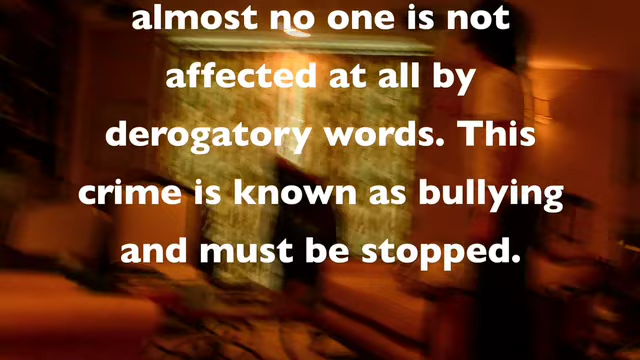 almost no one is not
affected at all by
derogatory words. This
crime is known as bullying
and must be stopped.